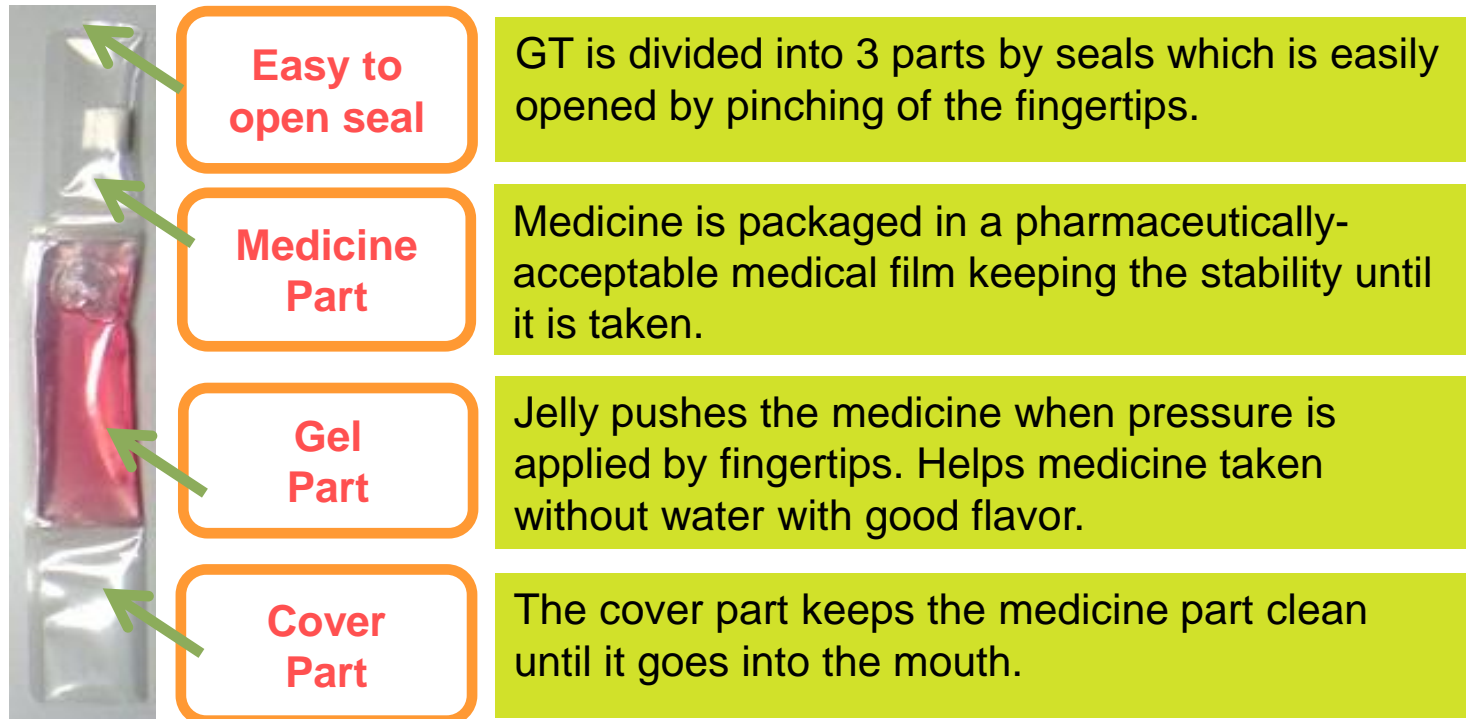 Easy to
open seal
GT is divided into 3 parts by seals which is easily
opened by pinching of the fingertips.
Medicine
Part
Medicine is packaged in a pharmaceutically-
acceptable medical film keeping the stability until
it is taken.
Gel
Part
Jelly pushes the medicine when pressure is
applied by fingertips. Helps medicine taken
without water with good flavor.
Cover
Part
The cover part keeps the medicine part clean
until it goes into the mouth.